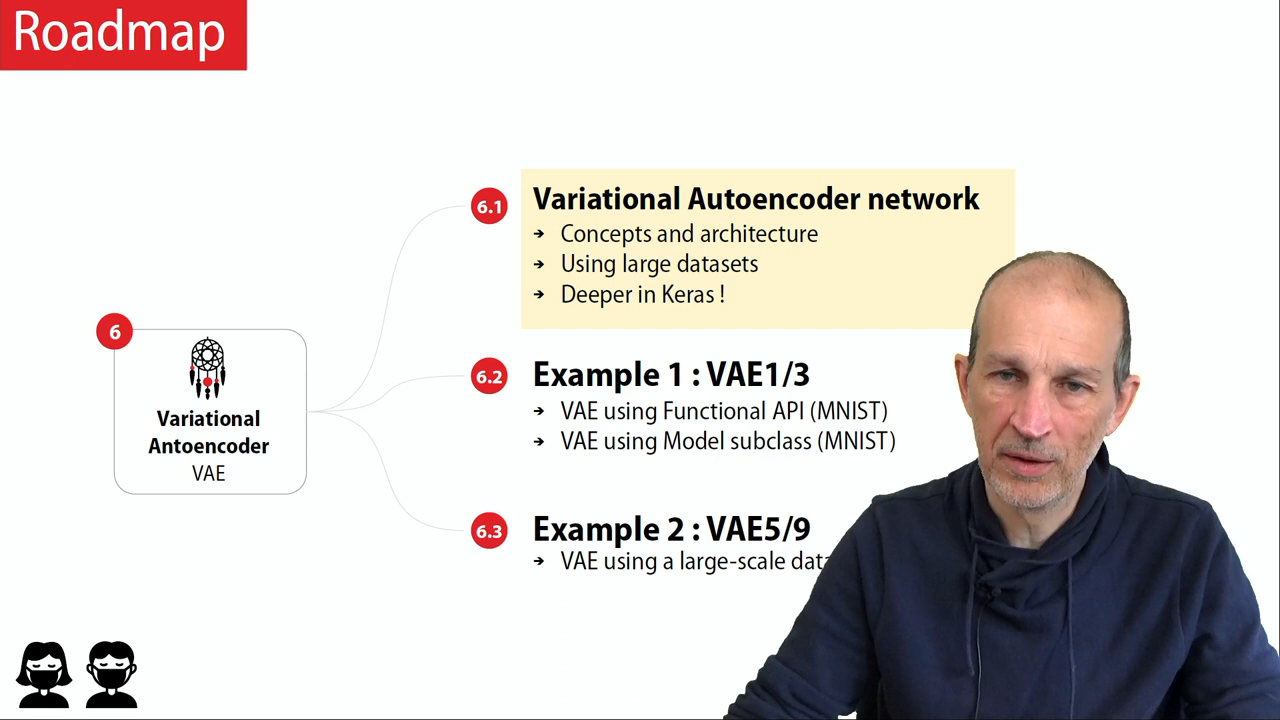 Roadmap
6
Variational
Antoencoder
VAE
6.1
Variational Autoencoder network
➔ Concepts and architecture
➔ Using large datasets
➔ Deeper in Keras !
6.2
Example 1 : VAE1/3
➔ VAE using Functional API (MNIST)
➔ VAE using Model subclass (MNIST)
6.3
Example 2 : VAE5/9
➔ VAE using a large-scale